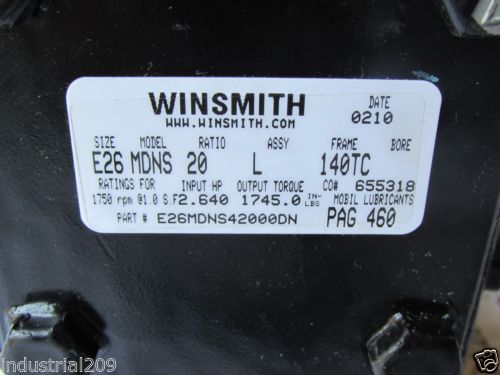 WINSMITH
WWW.WINSMITH.COM
DATE
0210
SIZE MODEL RATIO ASSY FRAME BORE
E26 MDNS 20 L 140TC
RATINGS FOR INPUT HP OUTPUT TORQUE CO# 655318
1750 rpm @1.0 S.F 2.640 1745.0 IN-LBS MOBIL LUBRICANTS
PART # E26MDNS42000DN PAG 460
industrial209